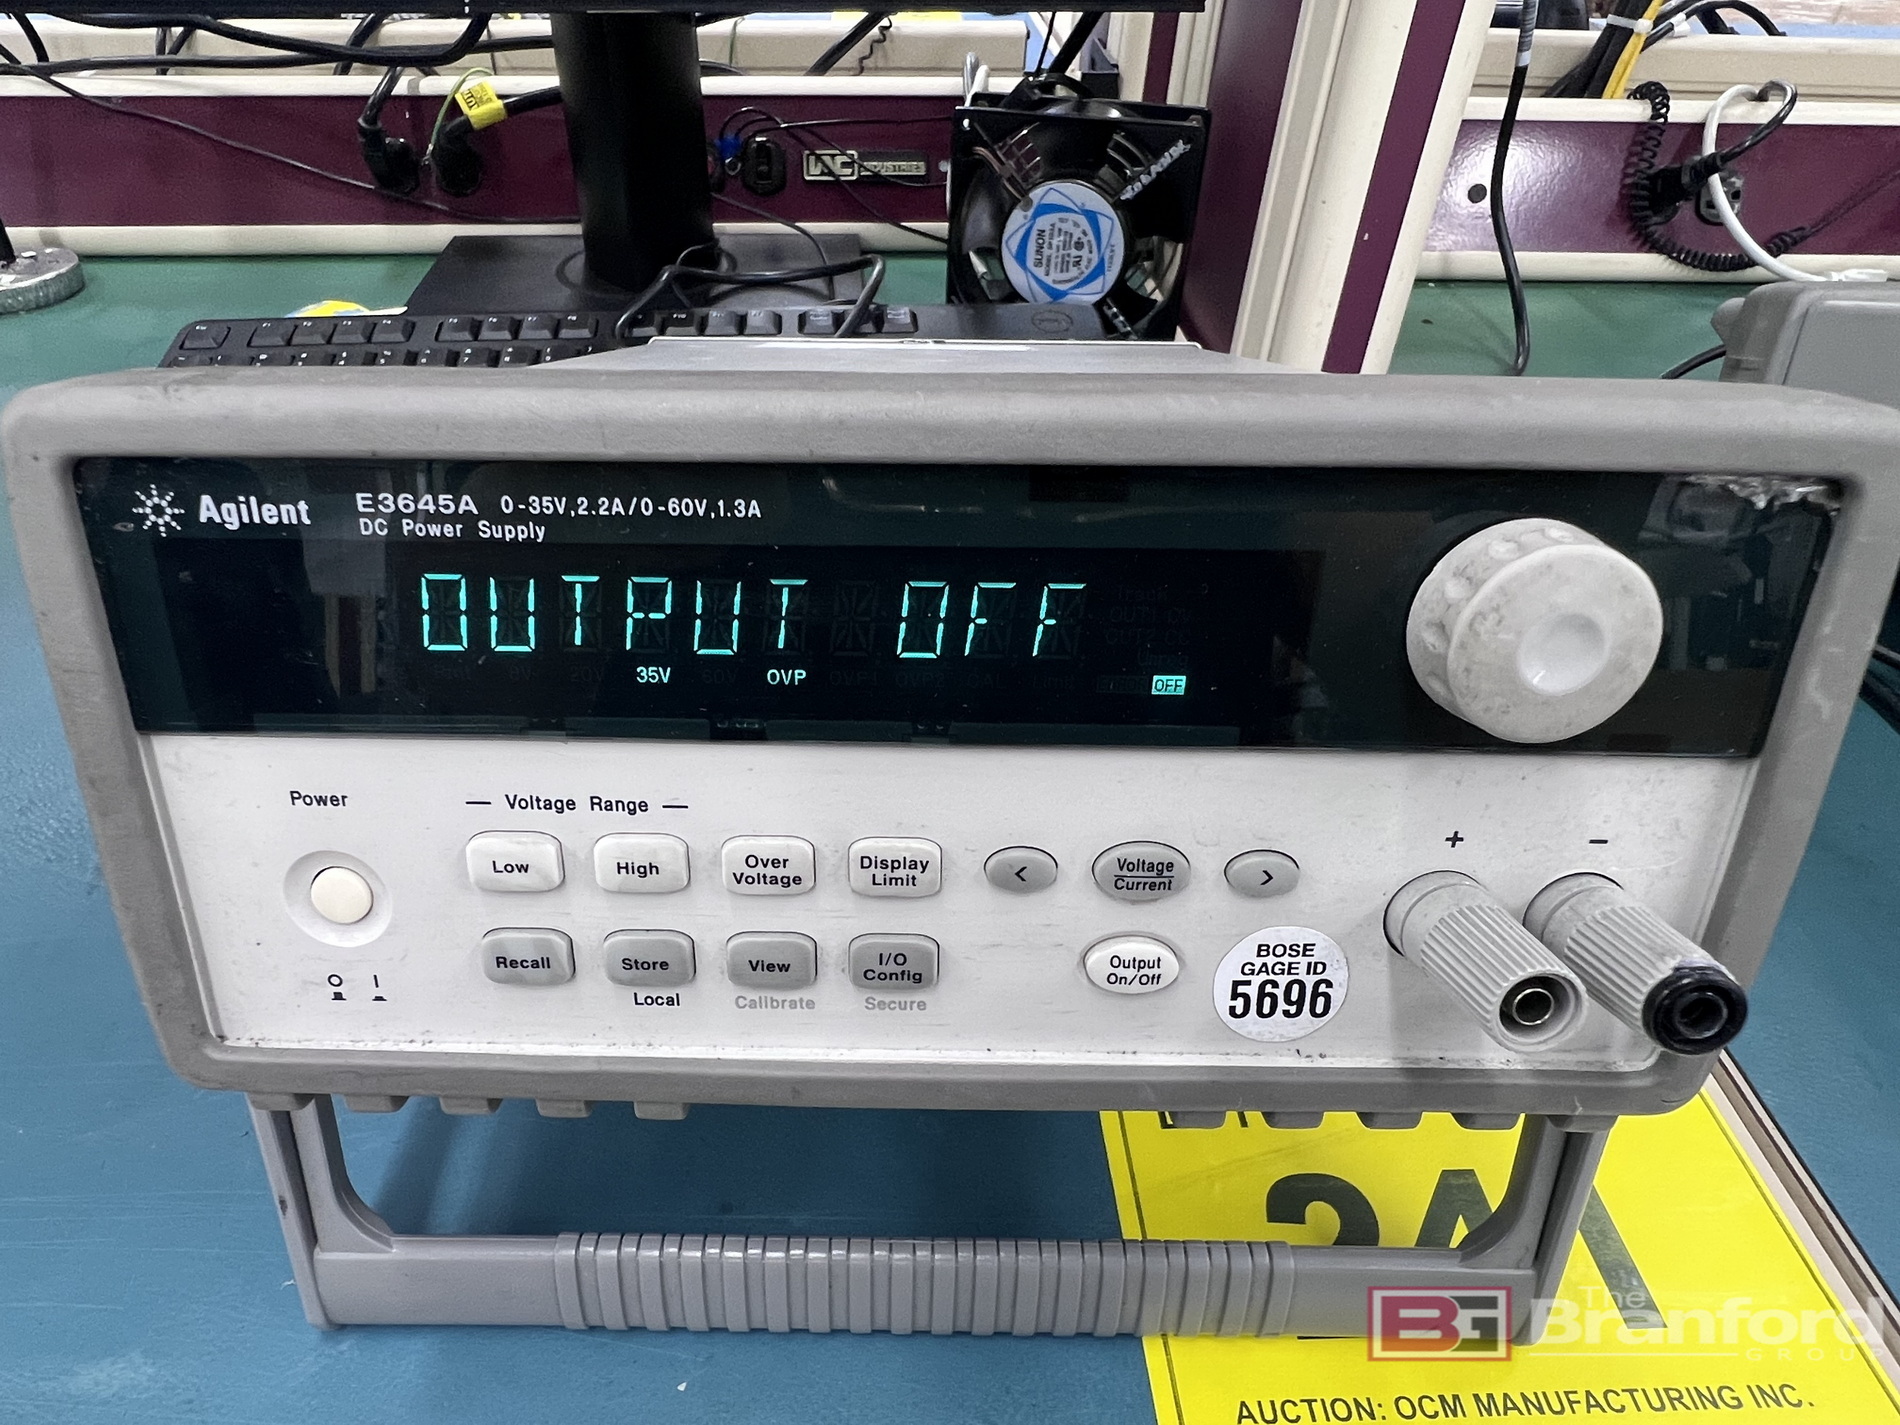 INDUSTRIES
SUNON
Agilent
E3645A 0-35V,2.2A/0-60V,1.3A
DC Power Supply
OUTPUT OFF
35V OVP OFF
Power
Voltage Range
+ −
Low
High
Over
Voltage
Display
Limit
<
Voltage
Current
>
Recall
Store
View
I/O
Config
Output
On/Off
Local
Calibrate
Secure
O I
BOSE
GAGE ID
5696
2A
BG The
Branford
GROUP
AUCTION: OCM MANUFACTURING INC.